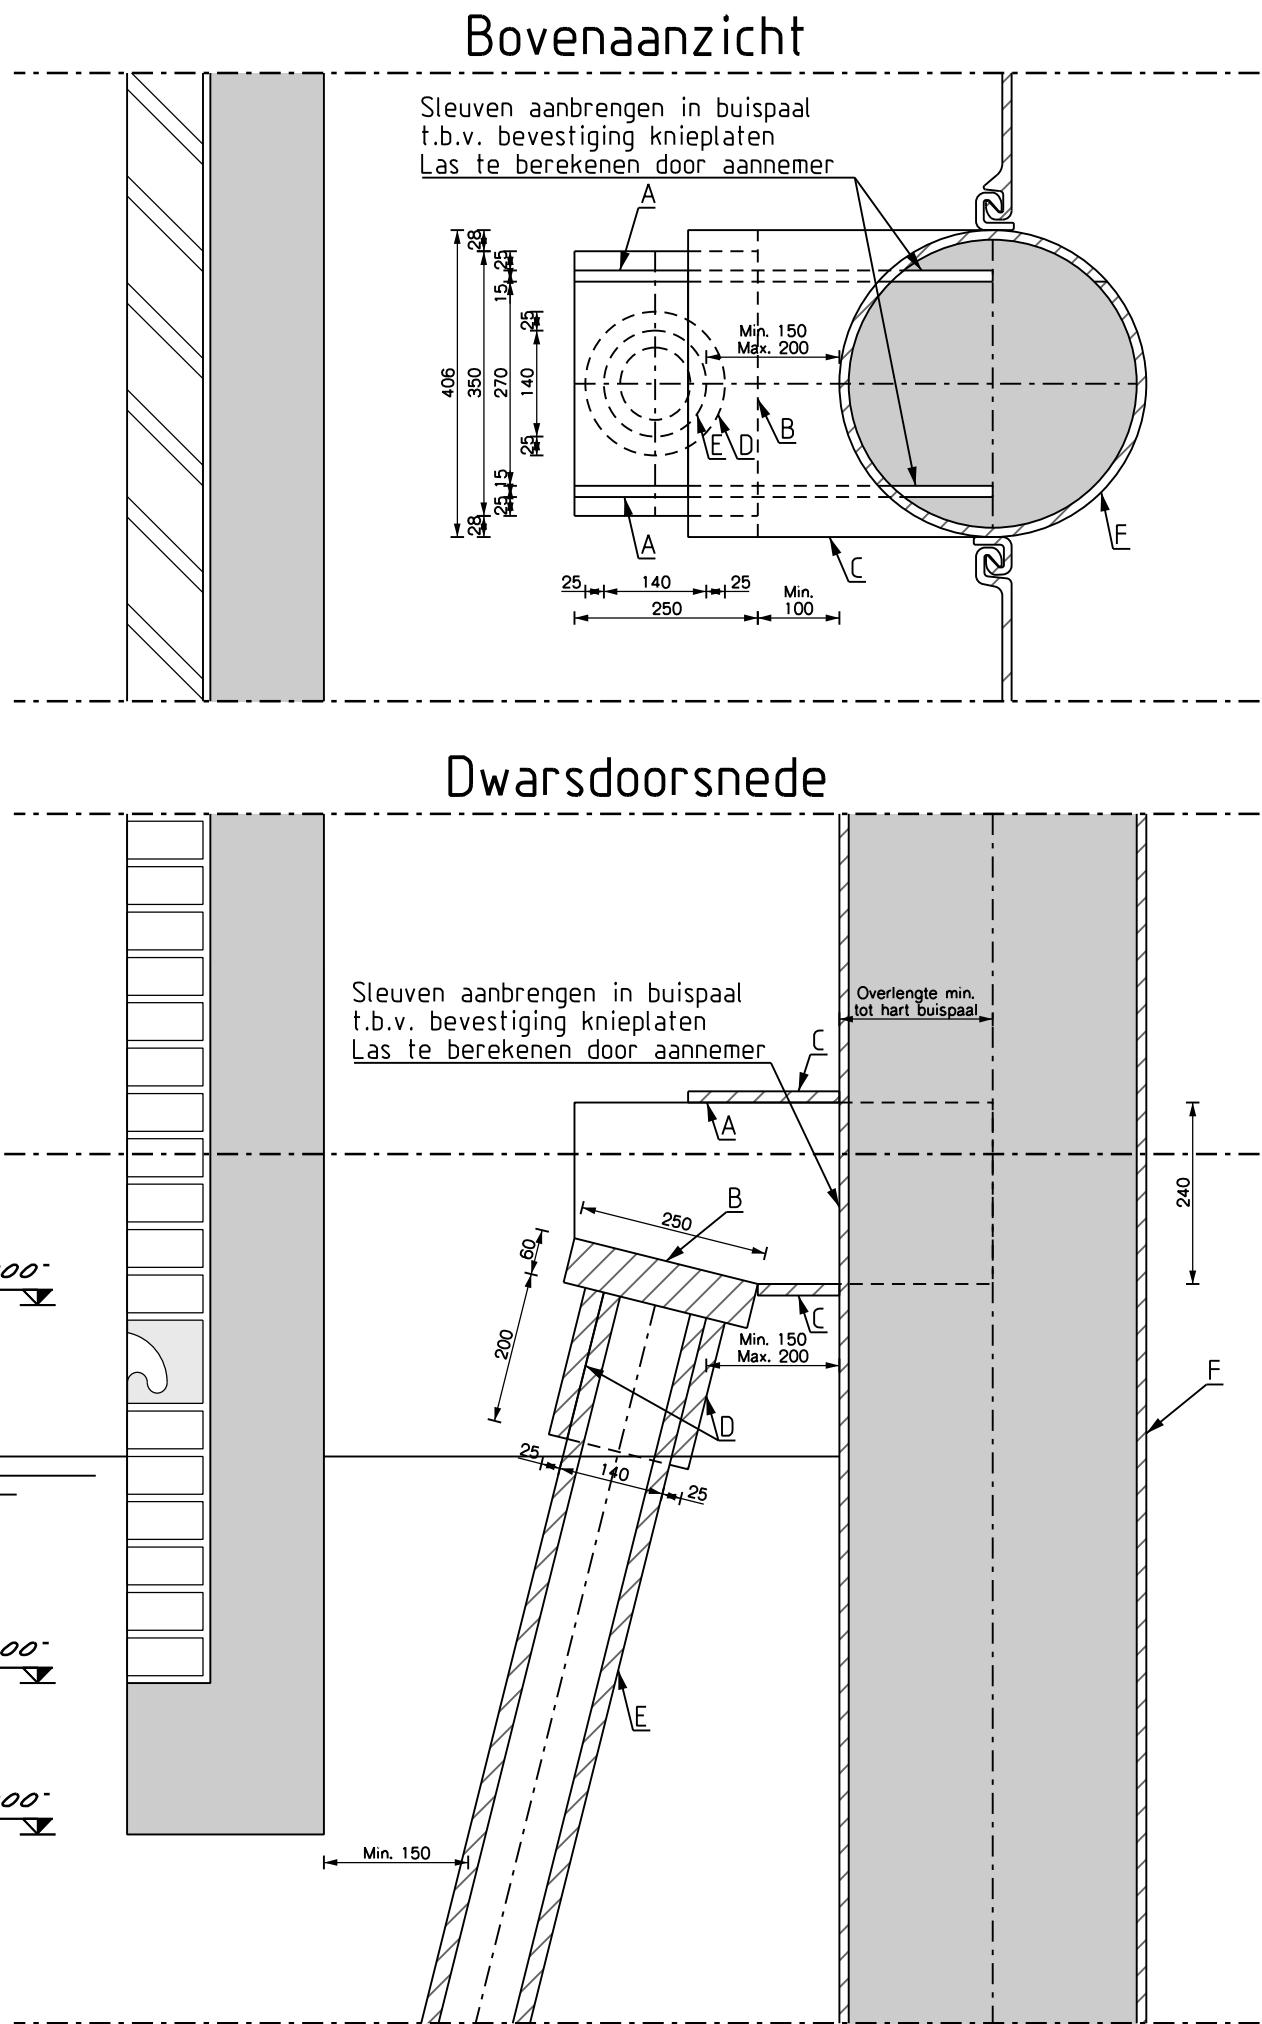 Bovenaanzicht
Sleuven aanbrengen in buispaal
t.b.v. bevestiging knieplaten
Las te berekenen door aannemer
A
28
25
15
25
Min. 150
Max. 200
406
350
270
140
B
E
D
25
15
25
28
A
C
F
25
140
25
Min.
250
100
Dwarsdoorsnede
Sleuven aanbrengen in buispaal
t.b.v. bevestiging knieplaten
Las te berekenen door aannemer
Overlengte min.
tot hart buispaal
C
A
240
B
250
60
00-
C
200
Min. 150
Max. 200
F
D
25
140
25
00-
E
00-
Min. 150